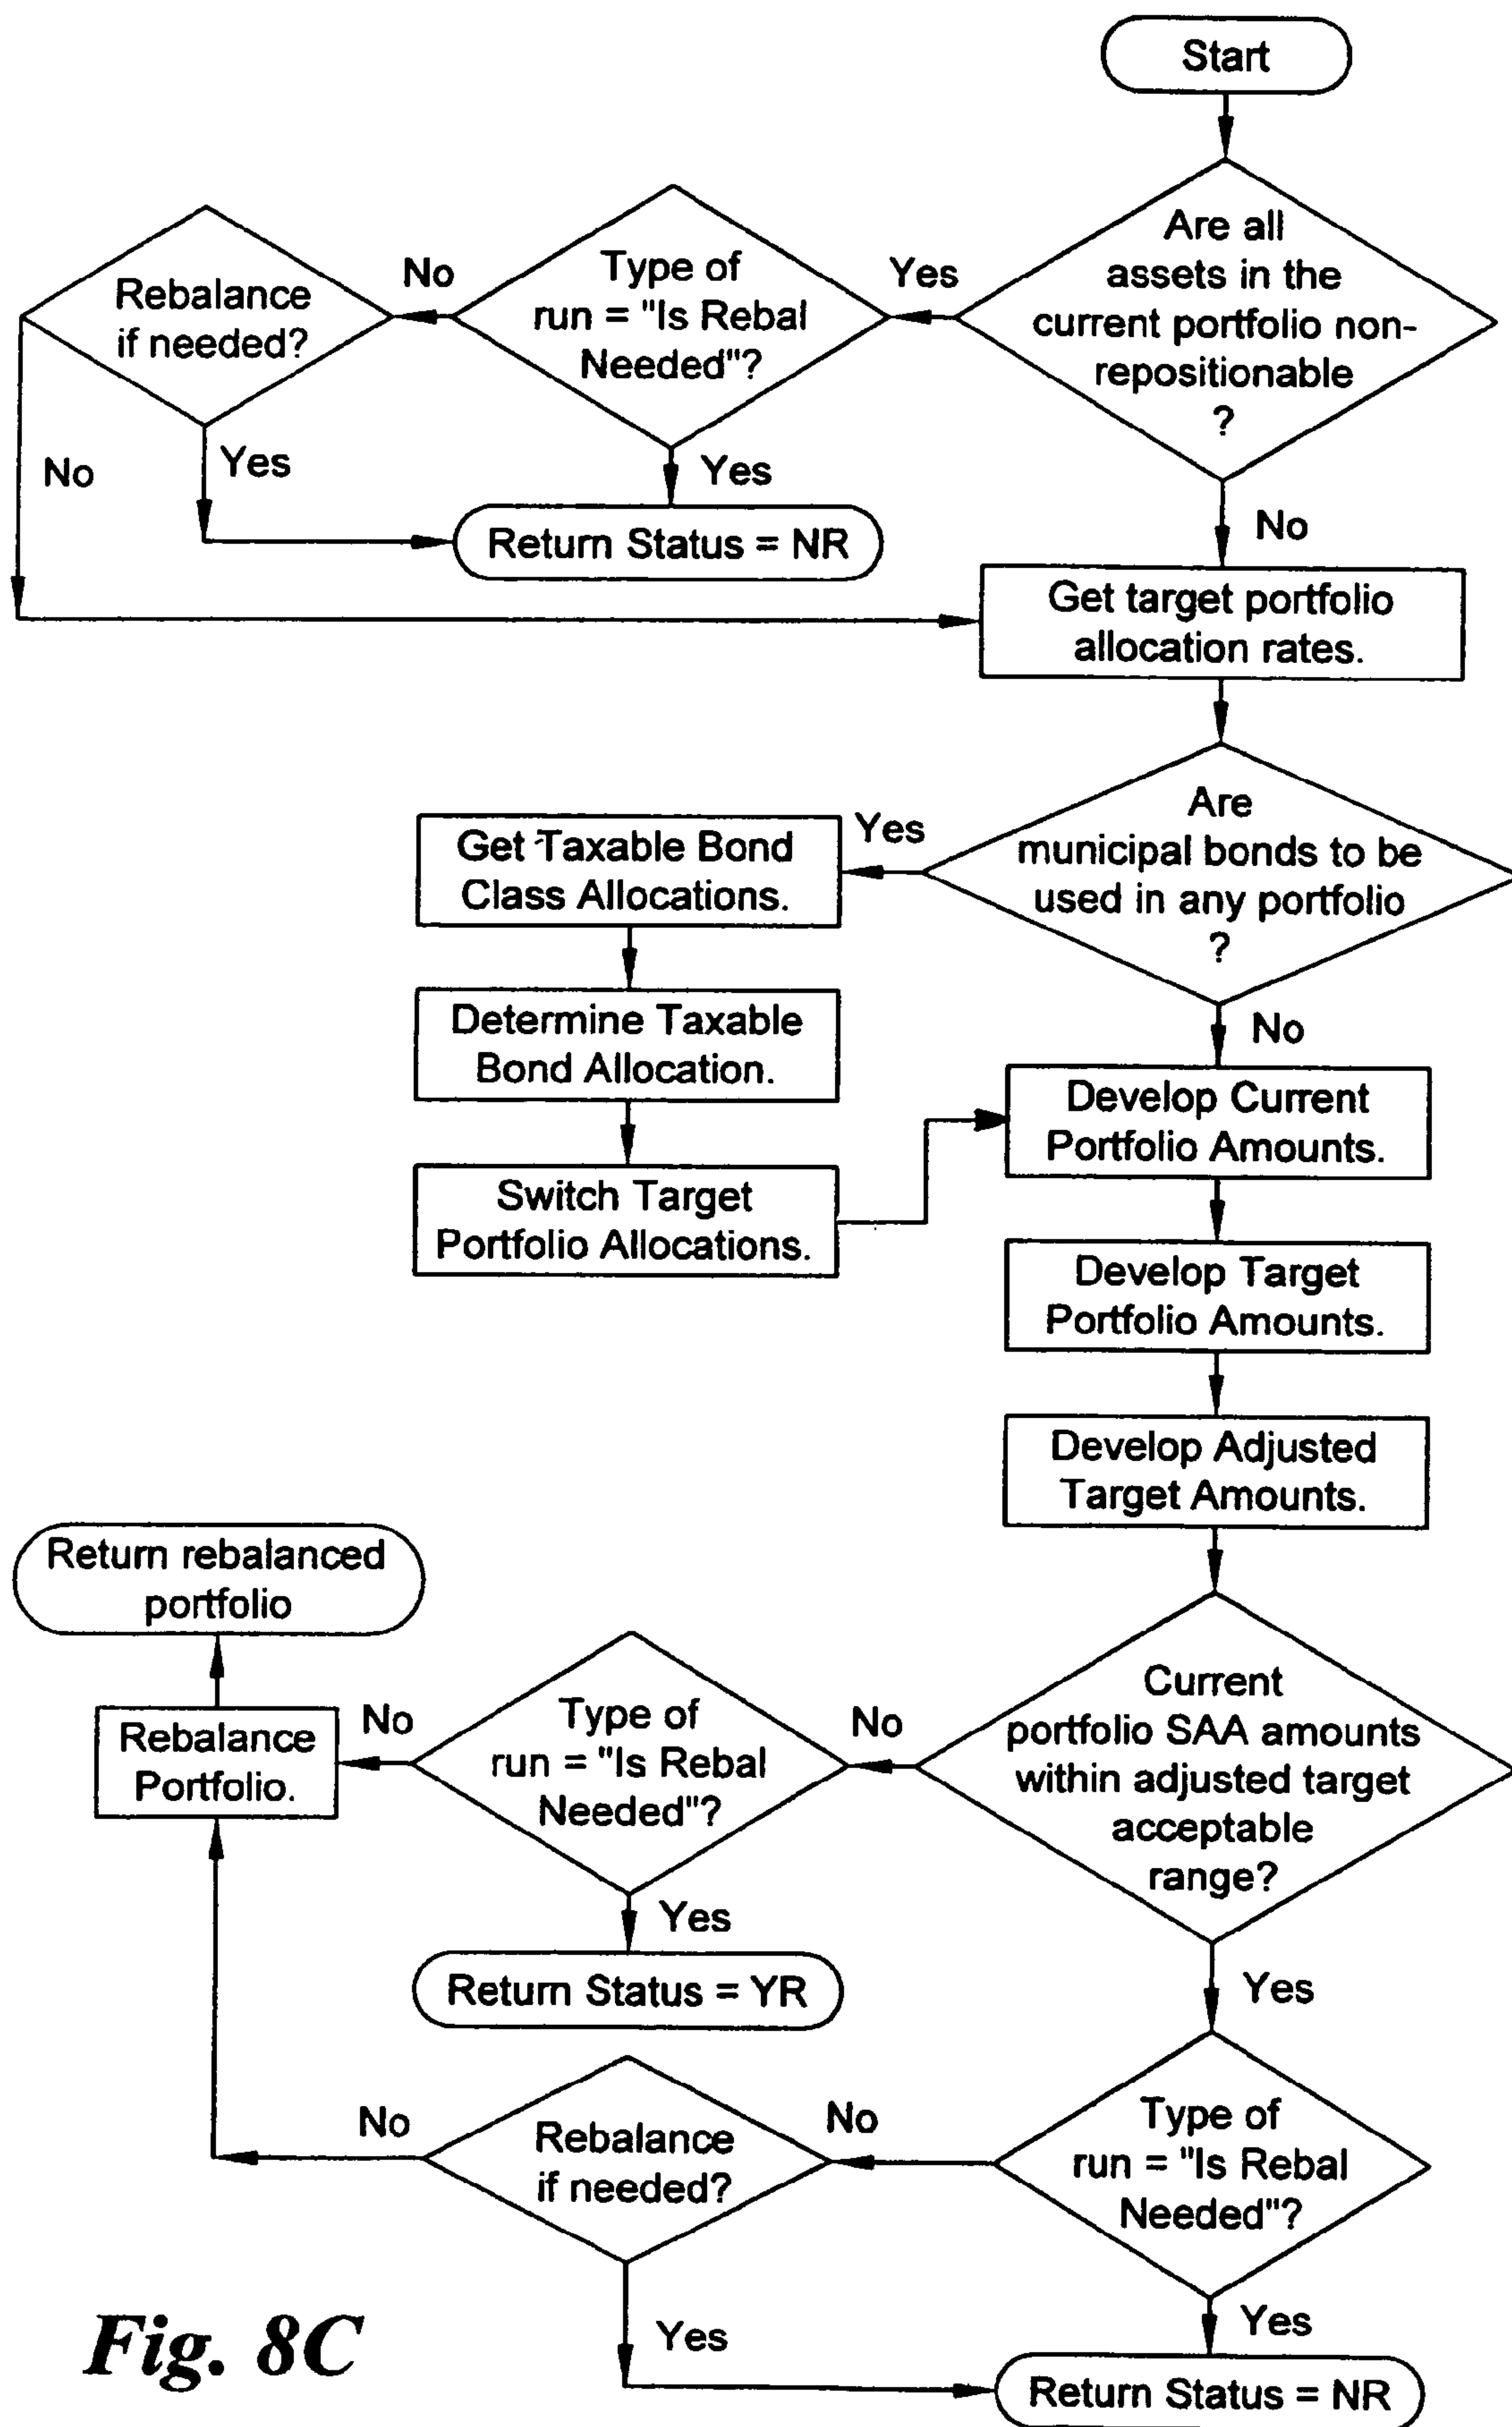 Start
Are all
assets in the
current portfolio non-
repositionable
?
Yes
Type of
run = "Is Rebal
Needed"?
No
Rebalance
if needed?
No
Yes
Yes
Return Status = NR
No
Get target portfolio
allocation rates.
Are
municipal bonds to be
used in any portfolio
?
Yes
Get Taxable Bond
Class Allocations.
Determine Taxable
Bond Allocation.
Switch Target
Portfolio Allocations.
No
Develop Current
Portfolio Amounts.
Develop Target
Portfolio Amounts.
Develop Adjusted
Target Amounts.
Current
portfolio SAA amounts
within adjusted target
acceptable
range?
No
Type of
run = "Is Rebal
Needed"?
No
Rebalance
Portfolio.
Return rebalanced
portfolio
Yes
Return Status = YR
Yes
Type of
run = "Is Rebal
Needed"?
No
Rebalance
if needed?
No
Yes
Yes
Return Status = NR
Fig. 8C